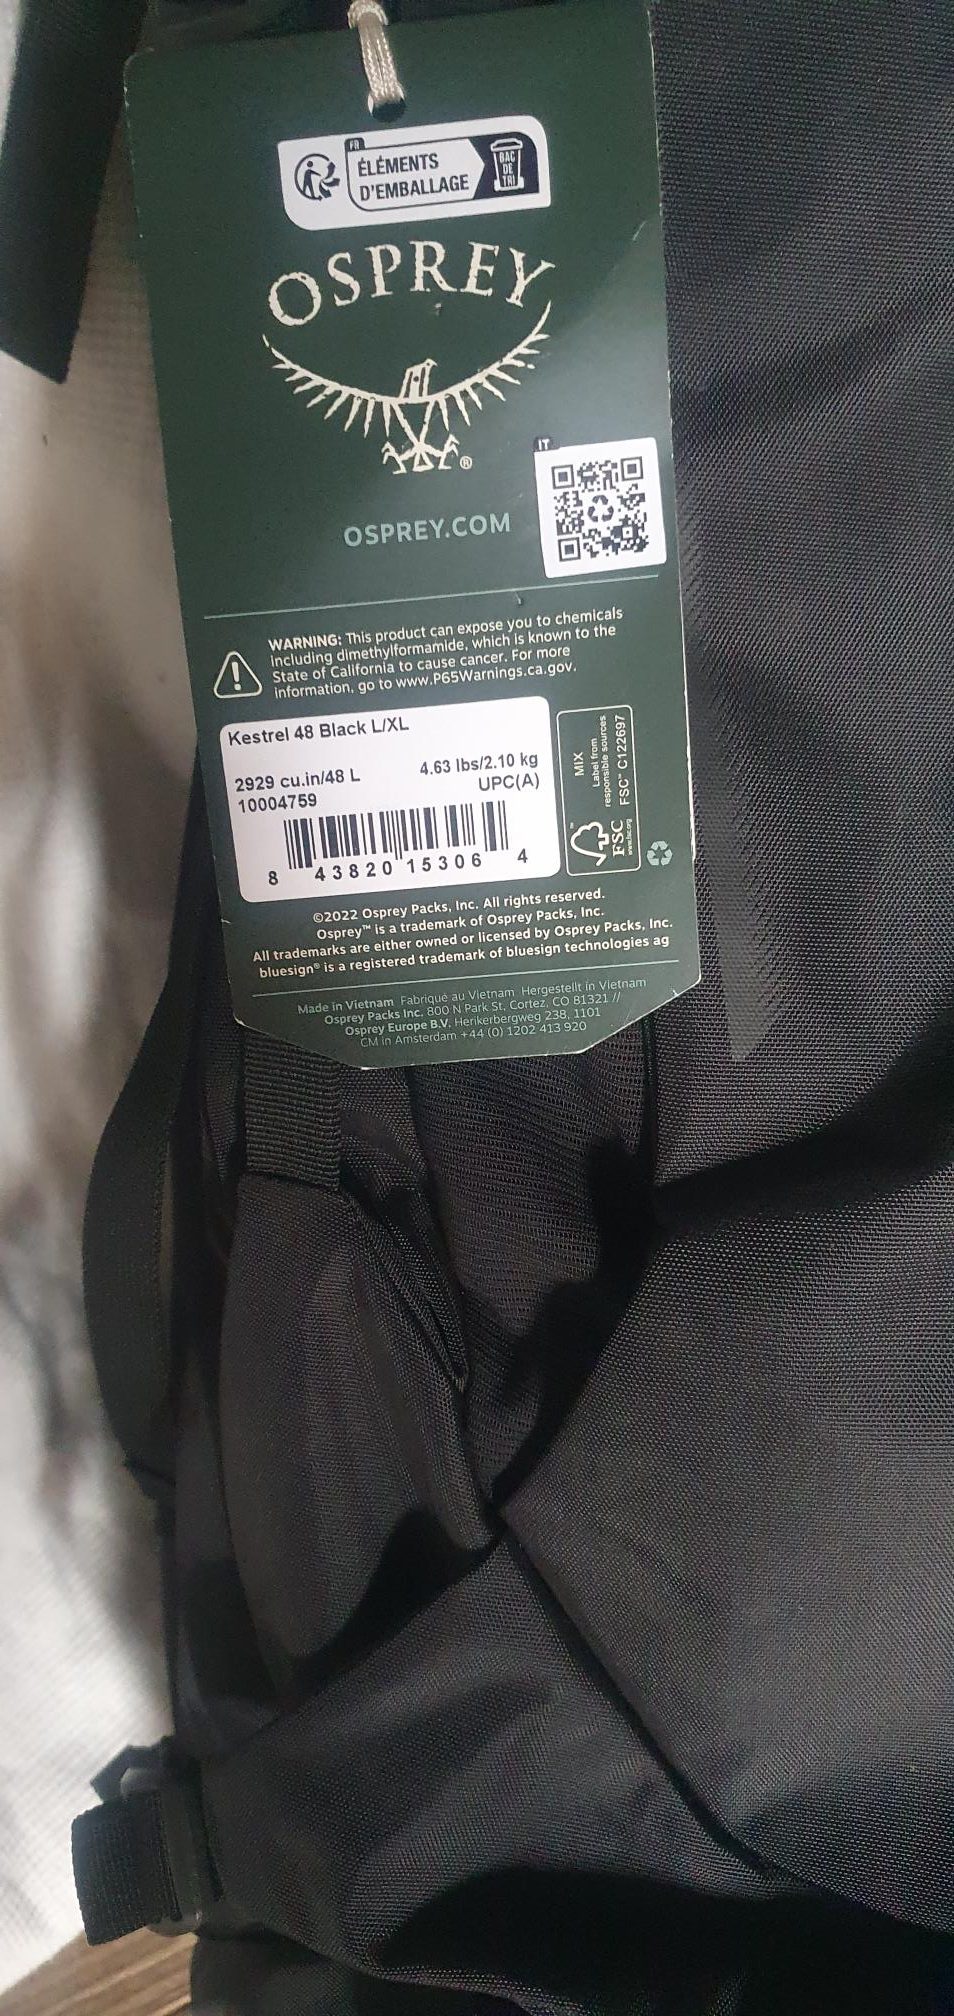 FR
ÉLÉMENTS
D'EMBALLAGE
BAC
DE
TRI
OSPREY
®
IT
OSPREY.COM
WARNING: This product can expose you to chemicals
including dimethylformamide, which is known to the
State of California to cause cancer. For more
information, go to www.P65Warnings.ca.gov.
Kestrel 48 Black L/XL
2929 cu.in/48 L 4.63 lbs/2.10 kg
10004759 UPC(A)
8 43820 15306 4
MIX
Label from
responsible sources
FSC™ C122697
FSC
www.fsc.org
©2022 Osprey Packs, Inc. All rights reserved.
Osprey™ is a trademark of Osprey Packs, Inc.
All trademarks are either owned or licensed by Osprey Packs, Inc.
bluesign® is a registered trademark of bluesign technologies ag
Made in Vietnam Fabriqué au Vietnam Hergestellt in Vietnam
Osprey Packs Inc. 800 N Park St. Cortez, CO 81321 //
Osprey Europe B.V. Herikerbergweg 238, 1101
CM in Amsterdam +44 (0) 1202 413 920